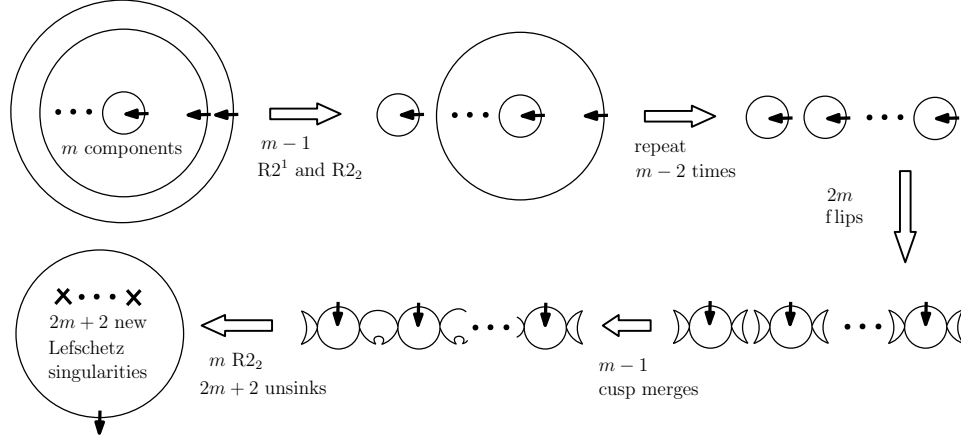 m components
m − 1
R2¹ and R2₂
repeat
m − 2 times
2m
flips
m − 1
cusp merges
m R2₂
2m + 2 unsinks
2m + 2 new
Lefschetz
singularities